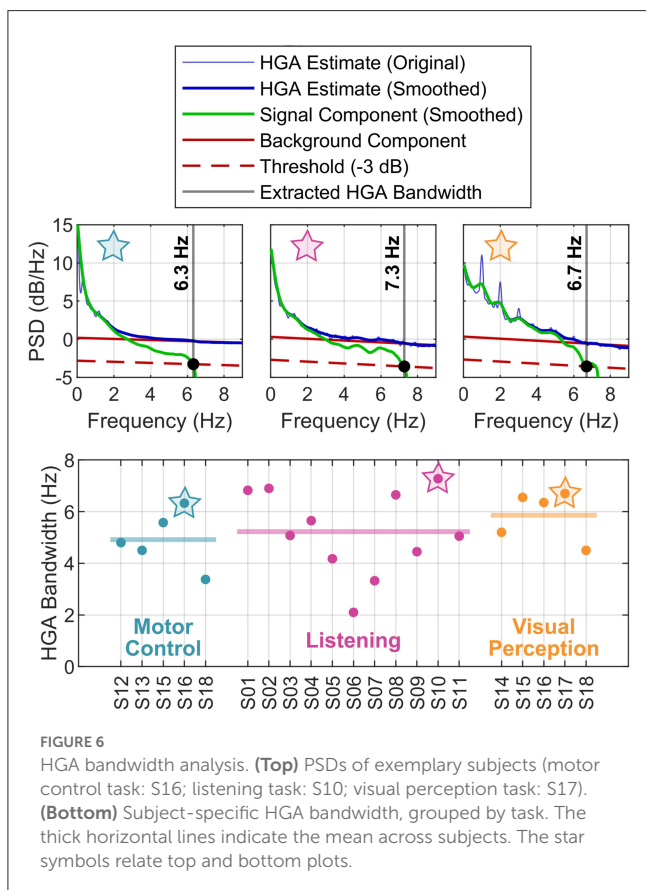 HGA Estimate (Original)
HGA Estimate (Smoothed)
Signal Component (Smoothed)
Background Component
Threshold (-3 dB)
Extracted HGA Bandwidth
PSD (dB/Hz)
15
10
5
0
-5
6.3 Hz
7.3 Hz
6.7 Hz
0 2 4 6 8
0 2 4 6 8
0 2 4 6 8
Frequency (Hz)
Frequency (Hz)
Frequency (Hz)
HGA Bandwidth (Hz)
8
6
4
2
0
Motor
Control
Listening
Visual
Perception
S12
S13
S15
S16
S18
S01
S02
S03
S04
S05
S06
S07
S08
S09
S10
S11
S14
S15
S16
S17
S18
FIGURE 6
HGA bandwidth analysis. (Top) PSDs of exemplary subjects (motor
control task: S16; listening task: S10; visual perception task: S17).
(Bottom) Subject-specific HGA bandwidth, grouped by task. The
thick horizontal lines indicate the mean across subjects. The star
symbols relate top and bottom plots.